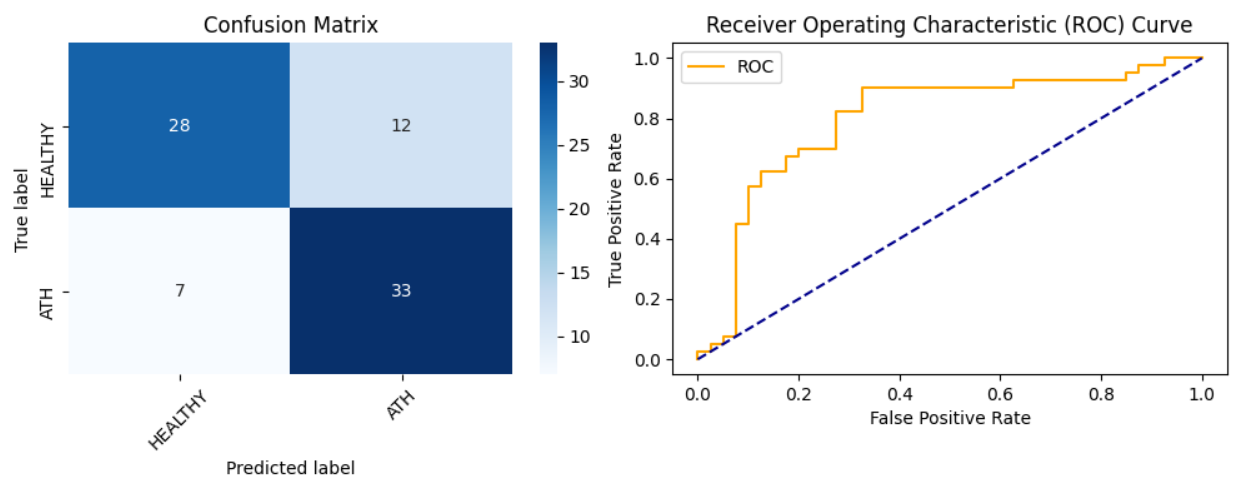 Confusion Matrix
True label
HEALTHY
ATH
28
12
7
33
HEALTHY
ATH
Predicted label
30
25
20
15
10
Receiver Operating Characteristic (ROC) Curve
ROC
True Positive Rate
1.0
0.8
0.6
0.4
0.2
0.0
0.0
0.2
0.4
0.6
0.8
1.0
False Positive Rate